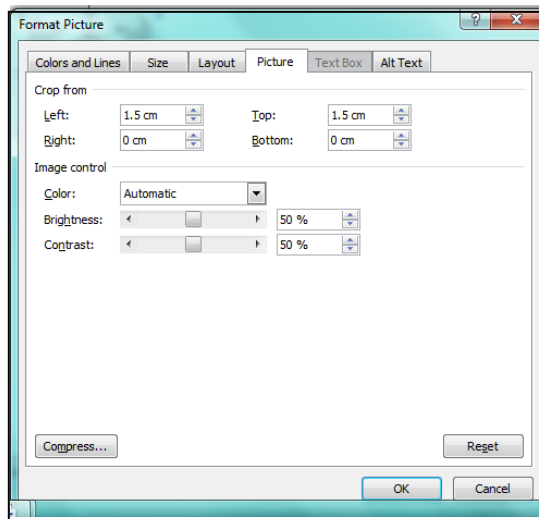 Format Picture
Colors and Lines Size Layout Picture Text Box Alt Text
Crop from
Left: 1.5 cm Top: 1.5 cm
Right: 0 cm Bottom: 0 cm
Image control
Color: Automatic
Brightness: 50 %
Contrast: 50 %
Compress... Reset
OK Cancel